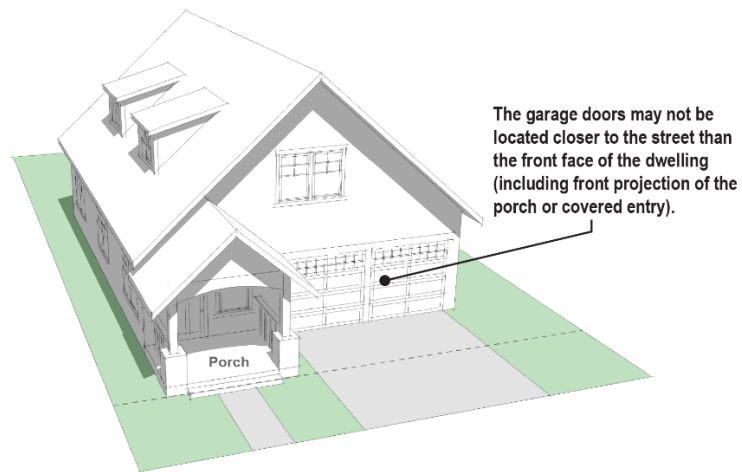 The garage doors may not be
located closer to the street than
the front face of the dwelling
(including front projection of the
porch or covered entry).
Porch